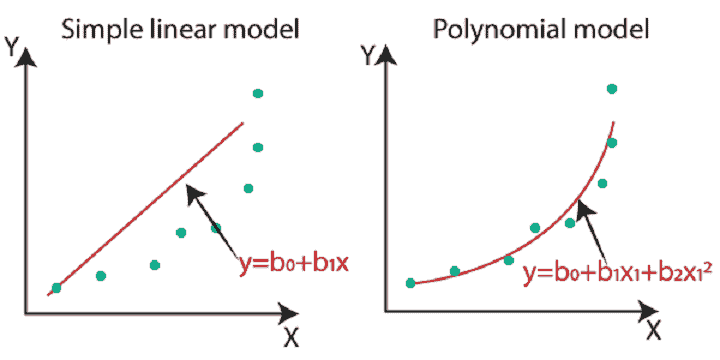 Simple linear model
Y
y=b₀+b₁x
X
Polynomial model
Y
y=b₀+b₁x₁+b₂x₁²
X